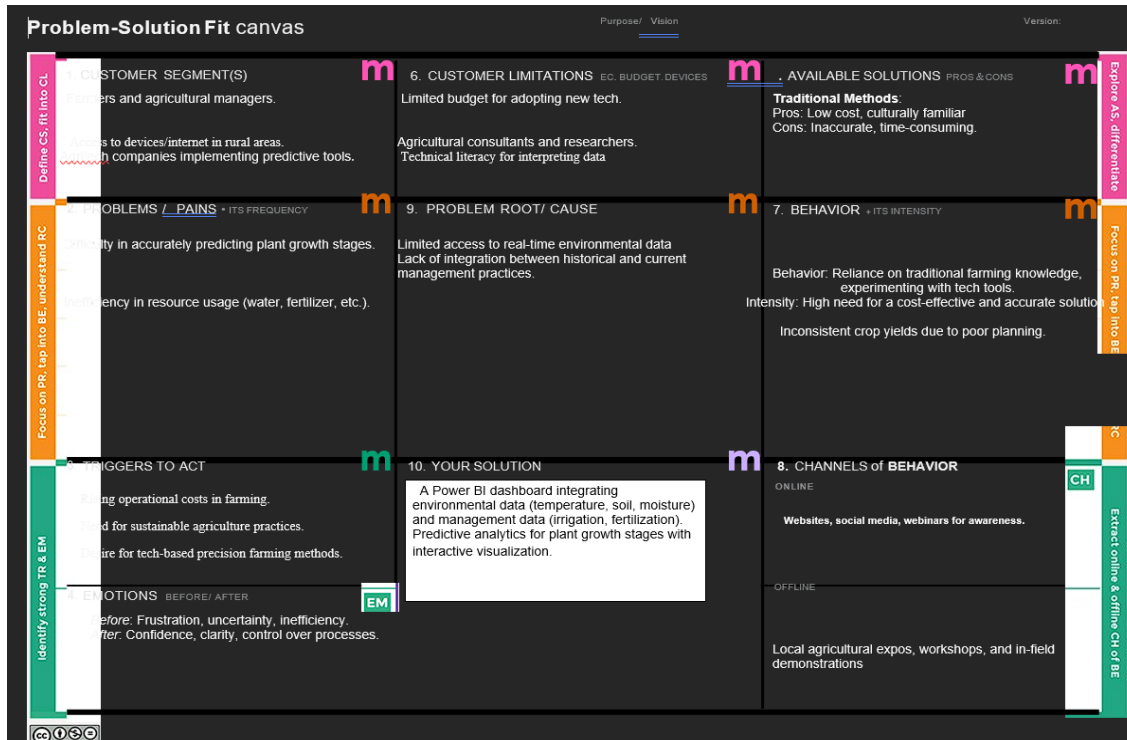 Problem-Solution Fit canvas
Purpose/ Vision
Version:
Define CS, fit into CL
1. CUSTOMER SEGMENT(S)
m
Farmers and agricultural managers.
Access to devices/internet in rural areas.
companies implementing predictive tools.
6. CUSTOMER LIMITATIONS EC. BUDGET. DEVICES
m
Limited budget for adopting new tech.
Agricultural consultants and researchers.
Technical literacy for interpreting data
. AVAILABLE SOLUTIONS PROS & CONS
m
Traditional Methods:
Pros: Low cost, culturally familiar
Cons: Inaccurate, time-consuming.
Explore AS, differentiate
Focus on PR, tap into BE, understand RC
2. PROBLEMS / PAINS + ITS FREQUENCY
m
Difficulty in accurately predicting plant growth stages.
Inefficiency in resource usage (water, fertilizer, etc.).
9. PROBLEM ROOT/ CAUSE
m
Limited access to real-time environmental data
Lack of integration between historical and current
management practices.
7. BEHAVIOR + ITS INTENSITY
m
Behavior: Reliance on traditional farming knowledge,
experimenting with tech tools.
Intensity: High need for a cost-effective and accurate solution
Inconsistent crop yields due to poor planning.
Focus on PR, tap into BE
RC
Identify strong TR & EM
3. TRIGGERS TO ACT
m
Rising operational costs in farming.
Need for sustainable agriculture practices.
Desire for tech-based precision farming methods.
4. EMOTIONS BEFORE/ AFTER
EM
Before: Frustration, uncertainty, inefficiency.
After: Confidence, clarity, control over processes.
10. YOUR SOLUTION
m
A Power BI dashboard integrating
environmental data (temperature, soil, moisture)
and management data (irrigation, fertilization).
Predictive analytics for plant growth stages with
interactive visualization.
8. CHANNELS of BEHAVIOR
CH
ONLINE
Websites, social media, webinars for awareness.
OFFLINE
Local agricultural expos, workshops, and in-field
demonstrations
Extract online & offline CH of BE
cc